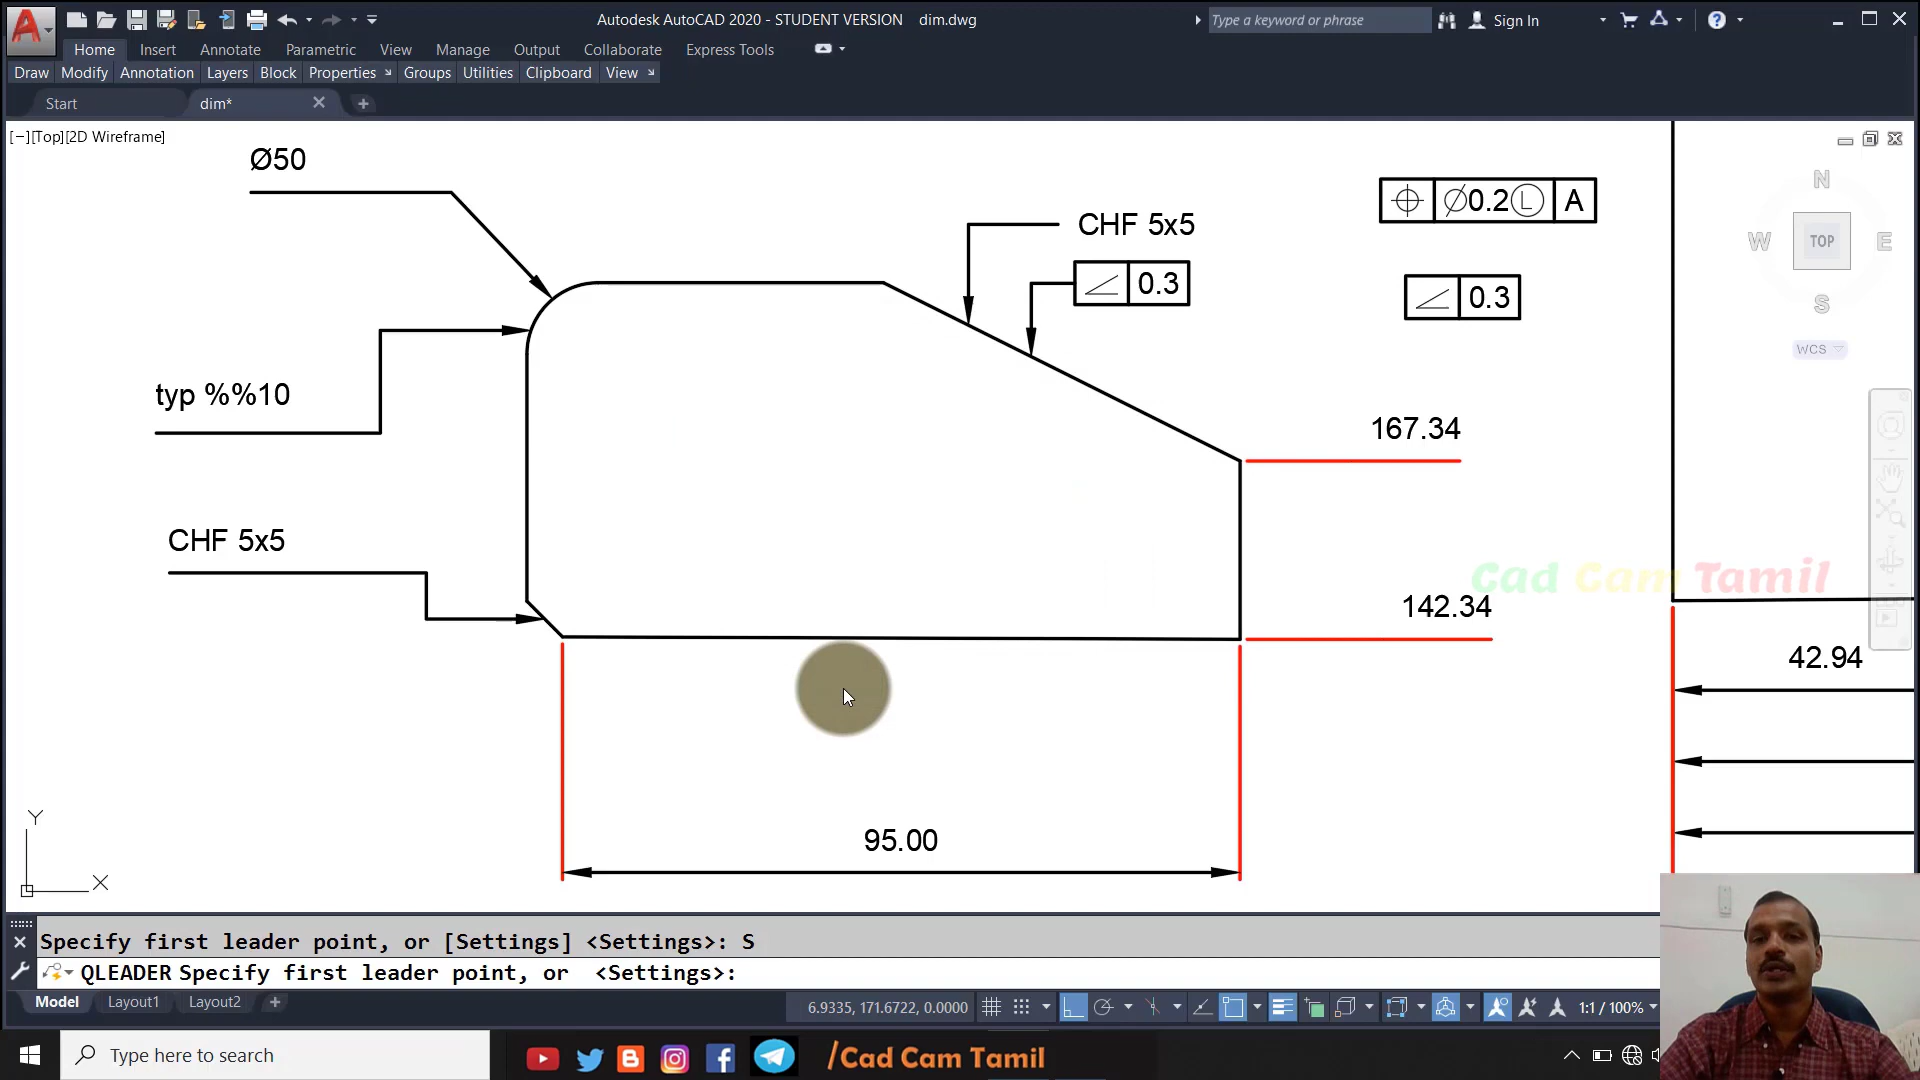 Autodesk AutoCAD 2020 - STUDENT VERSION dim.dwg
Type a keyword or phrase
Sign In
Home Insert Annotate Parametric View Manage Output Collaborate Express Tools
Draw Modify Annotation Layers Block Properties Groups Utilities Clipboard View
Start dim*
[−][Top][2D Wireframe]
Ø50
CHF 5x5
Ø0.2 L A
0.3
0.3
typ %%10
167.34
CHF 5x5
142.34
42.94
95.00
N
W TOP E
S
WCS
Cad Cam Tamil
Y
X
Specify first leader point, or [Settings] <Settings>: S
QLEADER Specify first leader point, or <Settings>:
Model Layout1 Layout2
6.9335, 171.6722, 0.0000
1:1 / 100%
Type here to search
/Cad Cam Tamil